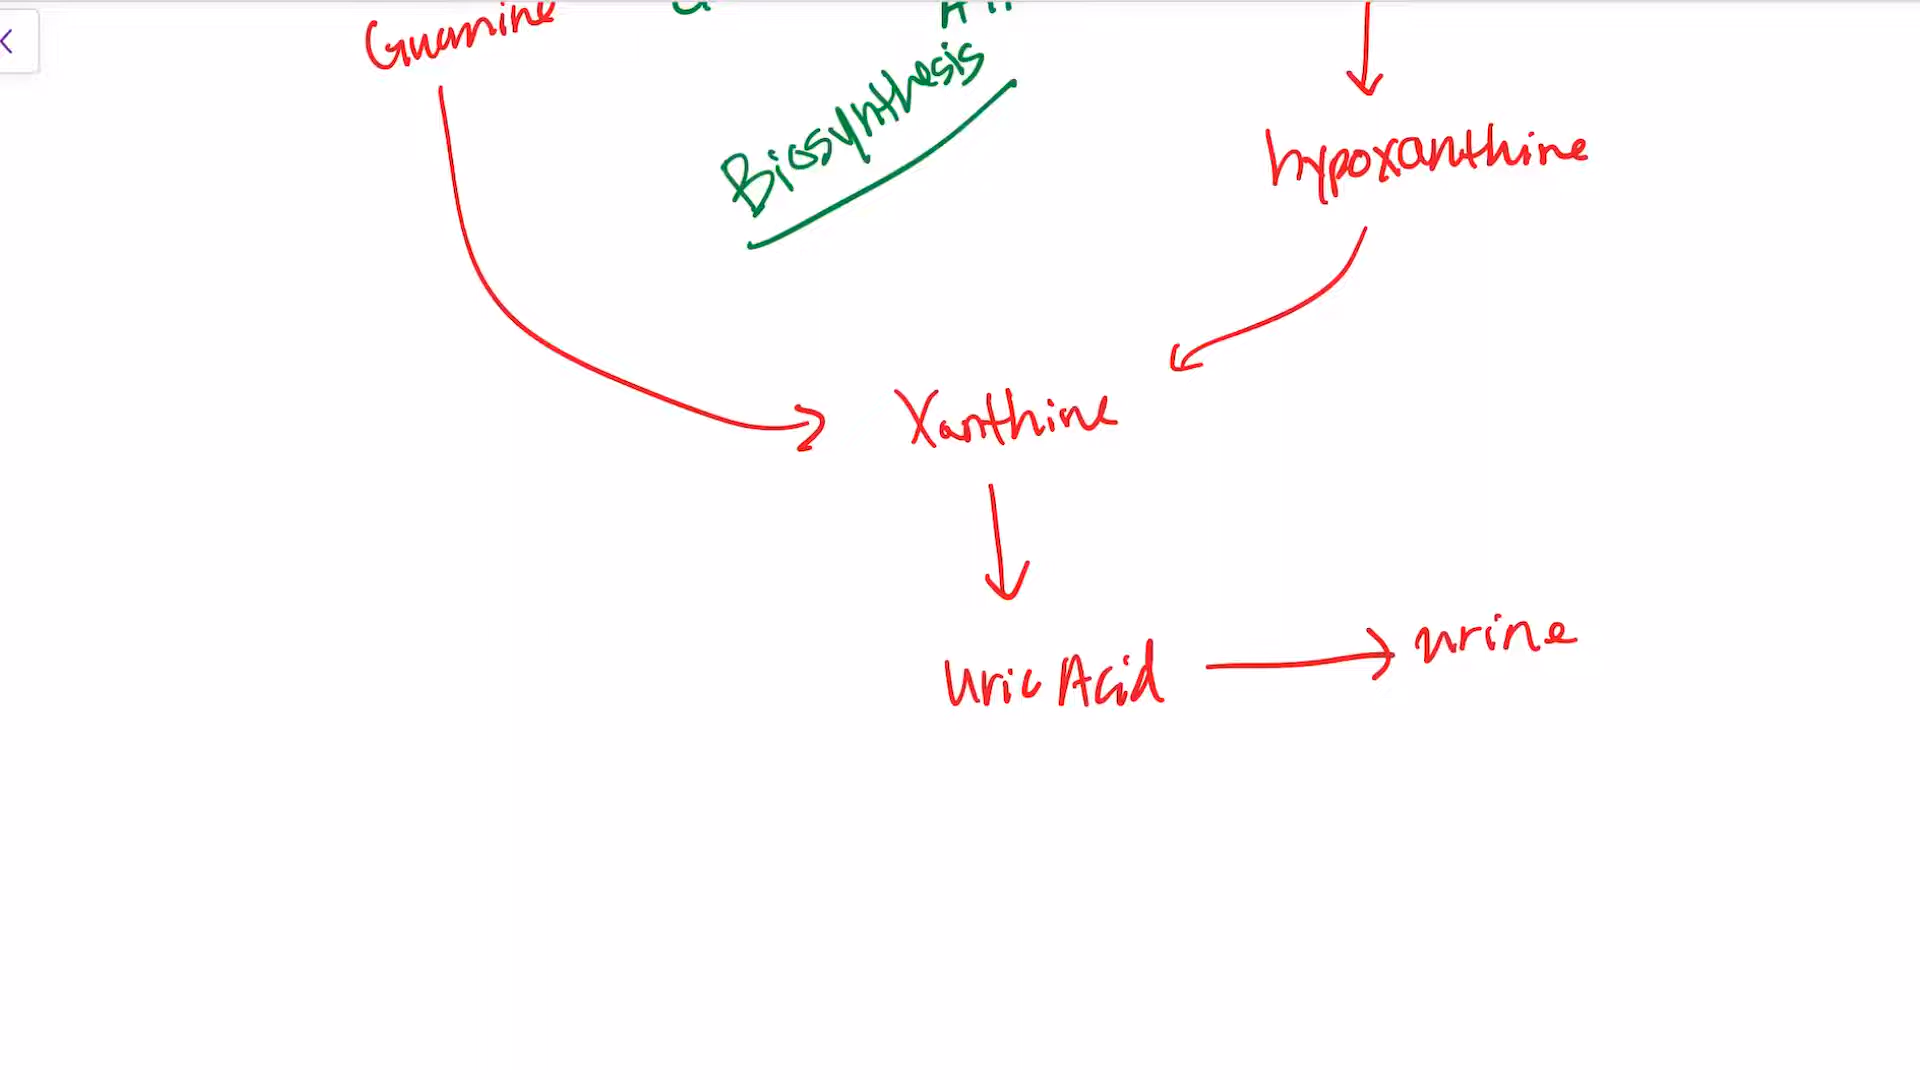 Guanine
Biosynthesis
hypoxanthine
Xanthine
Uric Acid
urine